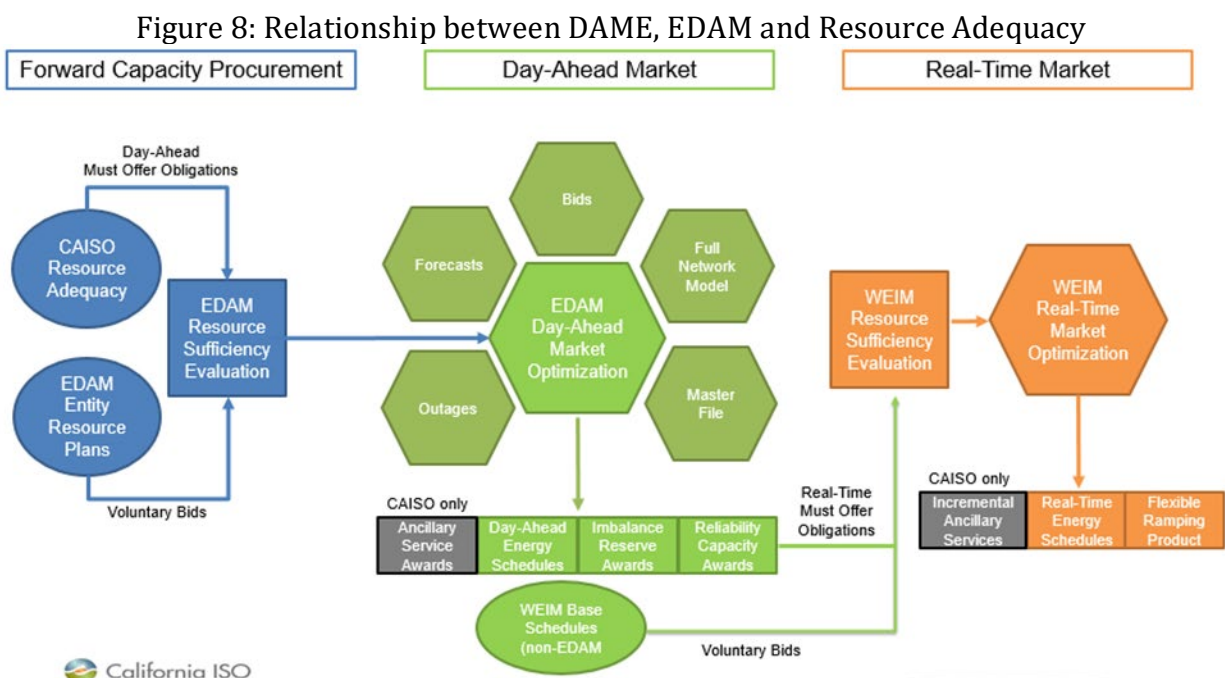 Figure 8: Relationship between DAME, EDAM and Resource Adequacy
Forward Capacity Procurement
Day-Ahead Market
Real-Time Market
Day-Ahead
Must Offer Obligations
CAISO
Resource
Adequacy
EDAM
Resource
Sufficiency
Evaluation
EDAM
Entity
Resource
Plans
Voluntary Bids
Bids
Forecasts
Full
Network
Model
EDAM
Day-Ahead
Market
Optimization
Outages
Master
File
CAISO only
Ancillary
Service
Awards
Day-Ahead
Energy
Schedules
Imbalance
Reserve
Awards
Reliability
Capacity
Awards
Real-Time
Must Offer
Obligations
WEIM Base
Schedules
(non-EDAM
Voluntary Bids
WEIM
Resource
Sufficiency
Evaluation
WEIM
Real-Time
Market
Optimization
CAISO only
Incremental
Ancillary
Services
Real-Time
Energy
Schedules
Flexible
Ramping
Product
California ISO